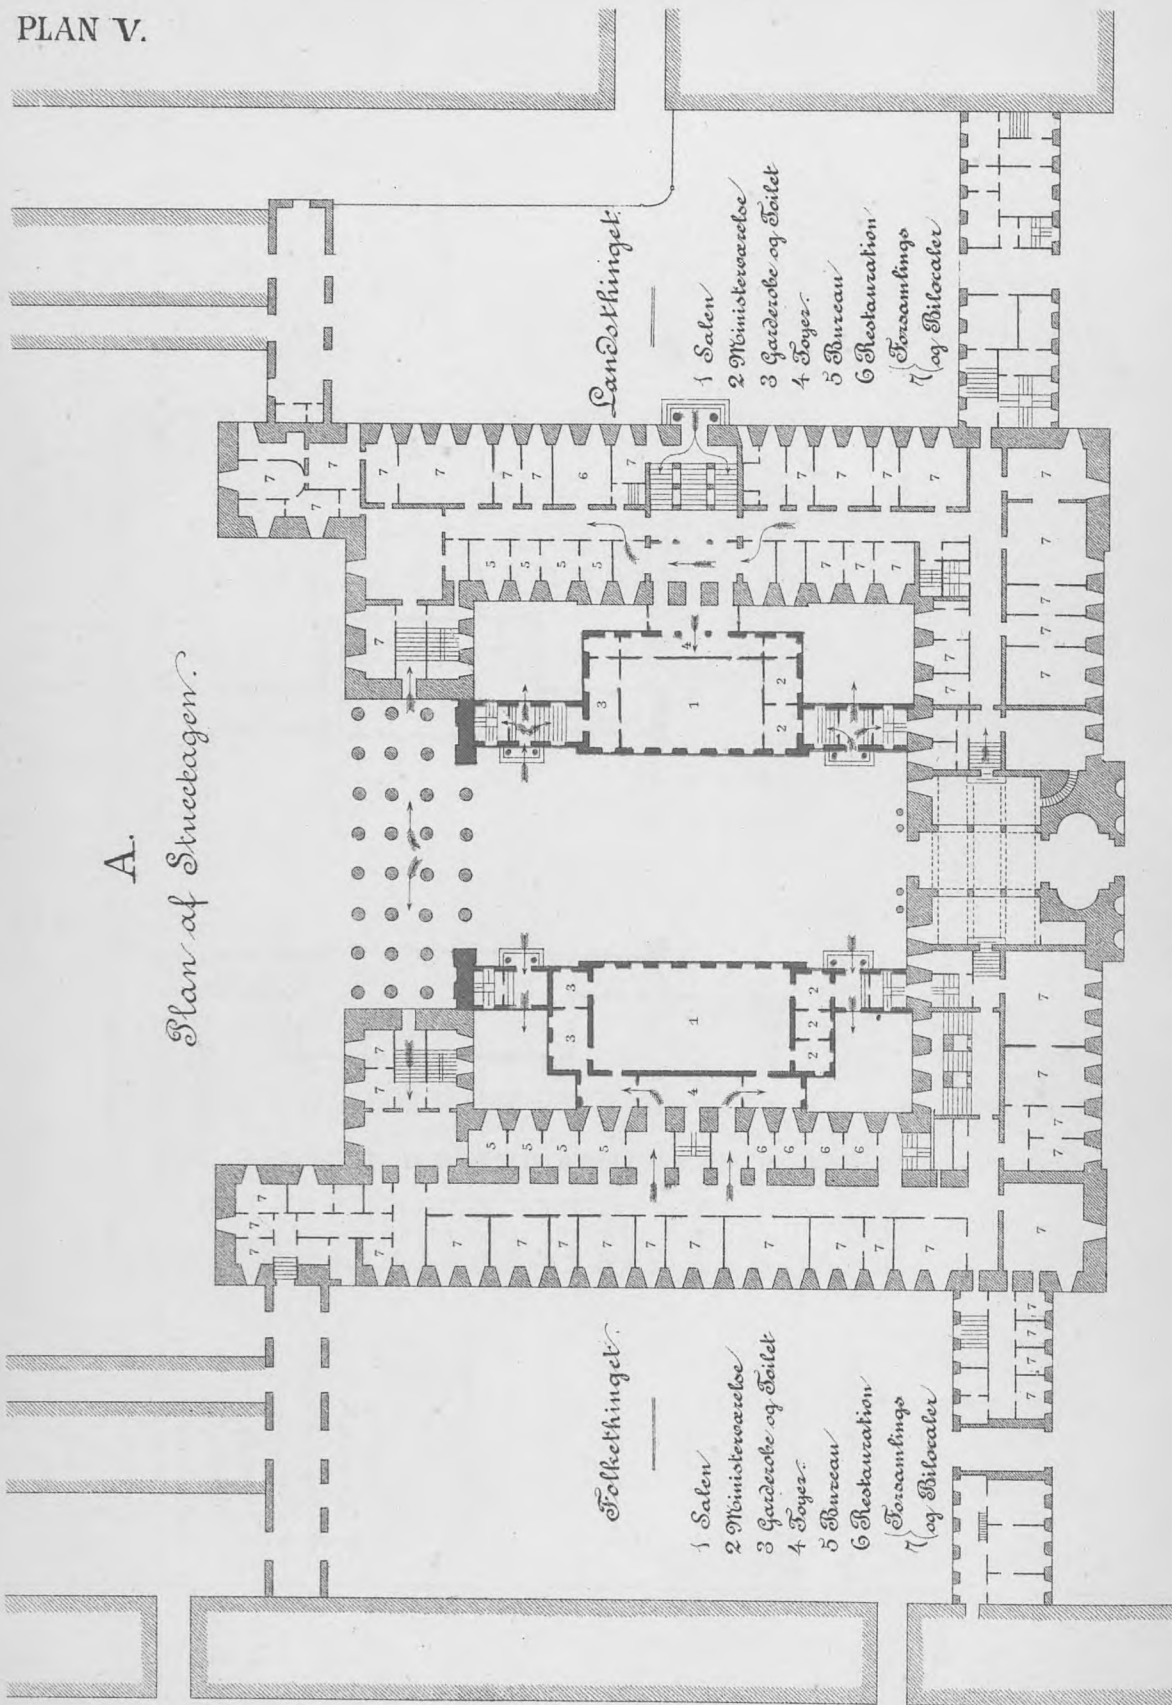 PLAN V.
A.
Plan af Stueetagen.
Folkethinget.
1 Salen
2 Ministerværelse
3 Garderobe og Toilet
4 Foyer.
5 Bureau
6 Restauration
7 { Forsamlings
og Bilocaler
Landsthinget.
1 Salen
2 Ministerværelse
3 Garderobe og Toilet
4 Foyer.
5 Bureau
6 Restauration
7 { Forsamlings
og Bilocaler